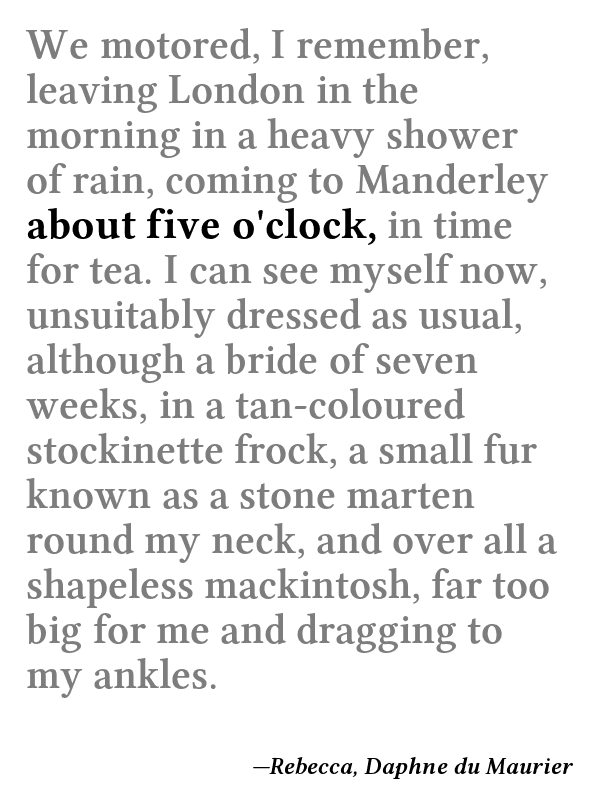 We motored, I remember,
leaving London in the
morning in a heavy shower
of rain, coming to Manderley
about five o'clock, in time
for tea. I can see myself now,
unsuitably dressed as usual,
although a bride of seven
weeks, in a tan-coloured
stockinette frock, a small fur
known as a stone marten
round my neck, and over all a
shapeless mackintosh, far too
big for me and dragging to
my ankles.
—Rebecca, Daphne du Maurier